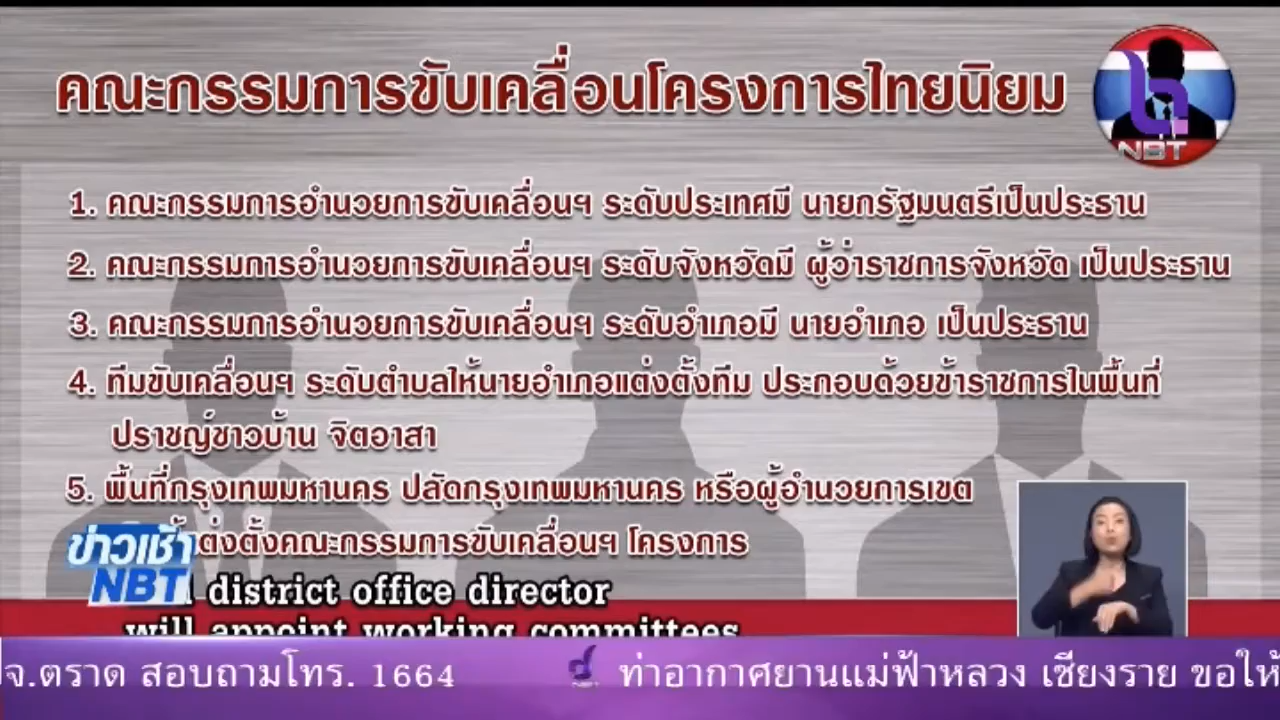 คณะกรรมการขับเคลื่อนโครงการไทยนิยม
NBT
1. คณะกรรมการอำนวยการขับเคลื่อนฯ ระดับประเทศมี นายกรัฐมนตรีเป็นประธาน
2. คณะกรรมการอำนวยการขับเคลื่อนฯ ระดับจังหวัดมี ผู้ว่าราชการจังหวัด เป็นประธาน
3. คณะกรรมการอำนวยการขับเคลื่อนฯ ระดับอำเภอมี นายอำเภอ เป็นประธาน
4. ทีมขับเคลื่อนฯ ระดับตำบลให้นายอำเภอแต่งตั้งทีม ประกอบด้วยข้าราชการในพื้นที่
ปราชญ์ชาวบ้าน จิตอาสา
5. พื้นที่กรุงเทพมหานคร ปลัดกรุงเทพมหานคร หรือผู้อำนวยการเขต
ต่งตั้งคณะกรรมการขับเคลื่อนฯ โครงการ
ข่าวเช้า
NBT
district office director
will appoint working committees
จ.ตราด สอบถามโทร. 1664 ท่าอากาศยานแม่ฟ้าหลวง เชียงราย ขอให้